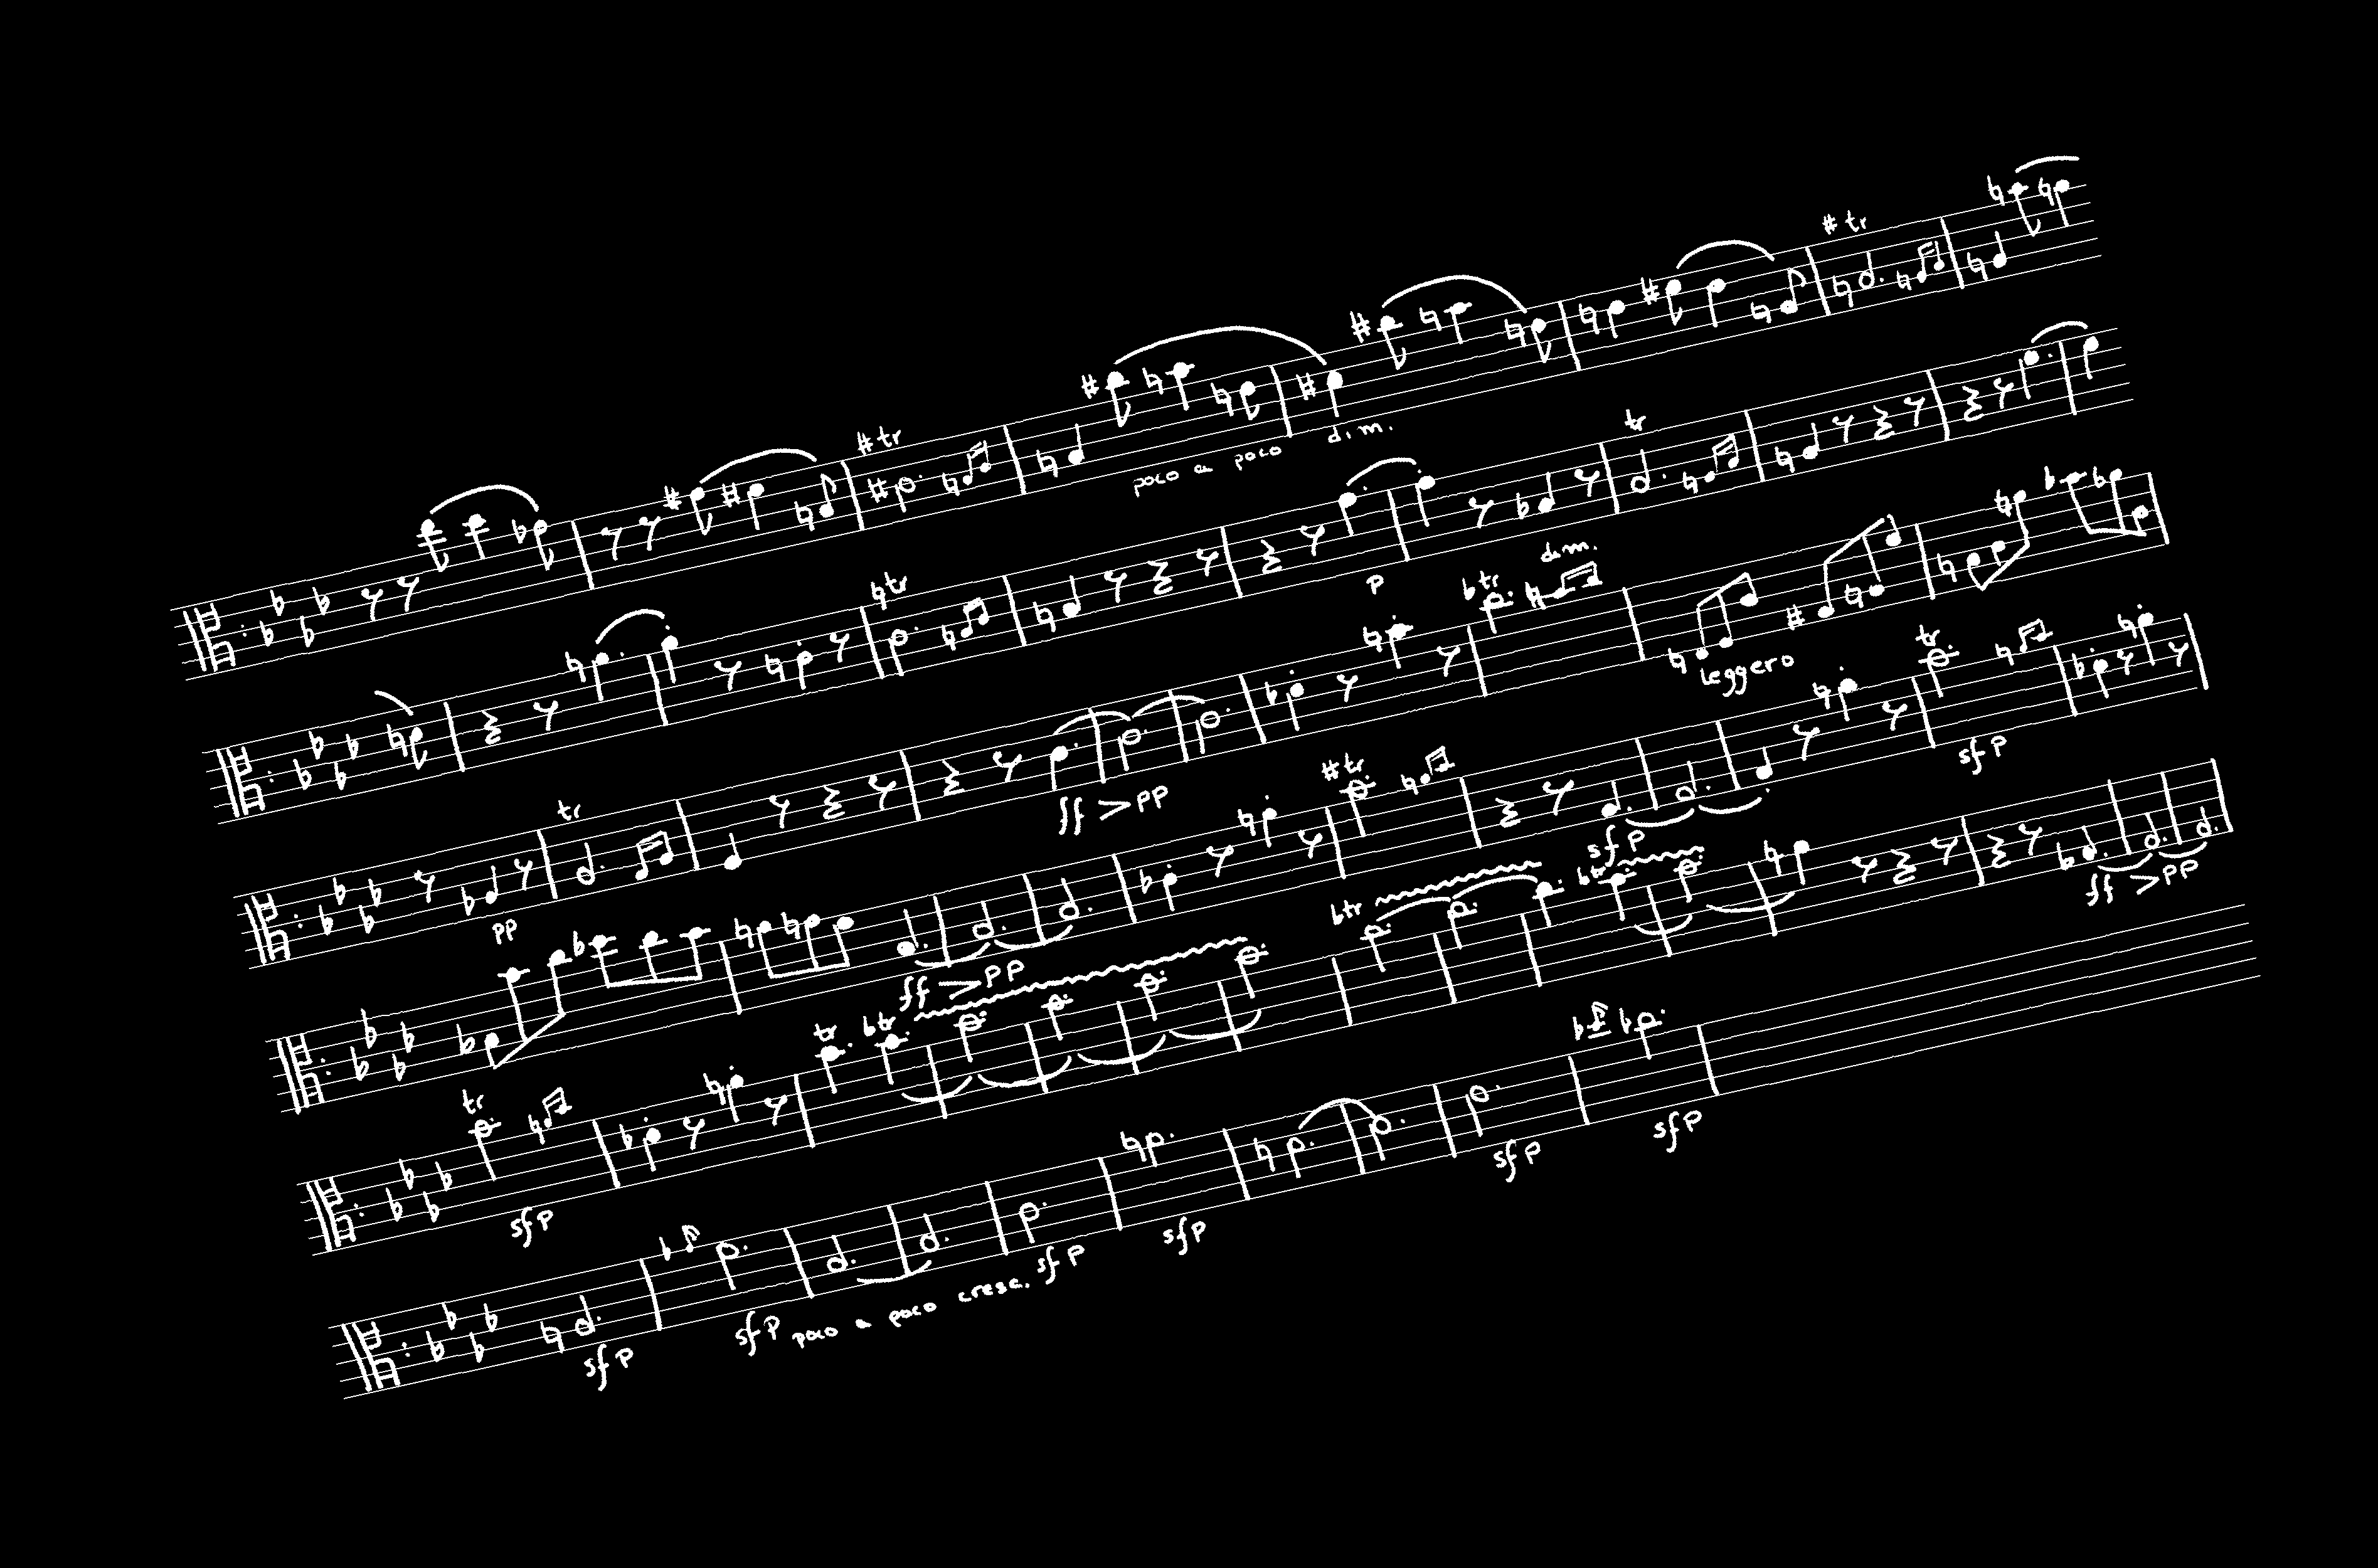 tr tr
poco a poco dim.
tr
tr tr
p
tr
pp
ff > pp
tr dim.
leggero
ff > pp
tr
sfp
tr
sfp
tr
sfp
tr tr
tr tr
ff > pp
sfp
sfp poco a poco cresc. sfp
sfp
sfp
sfp